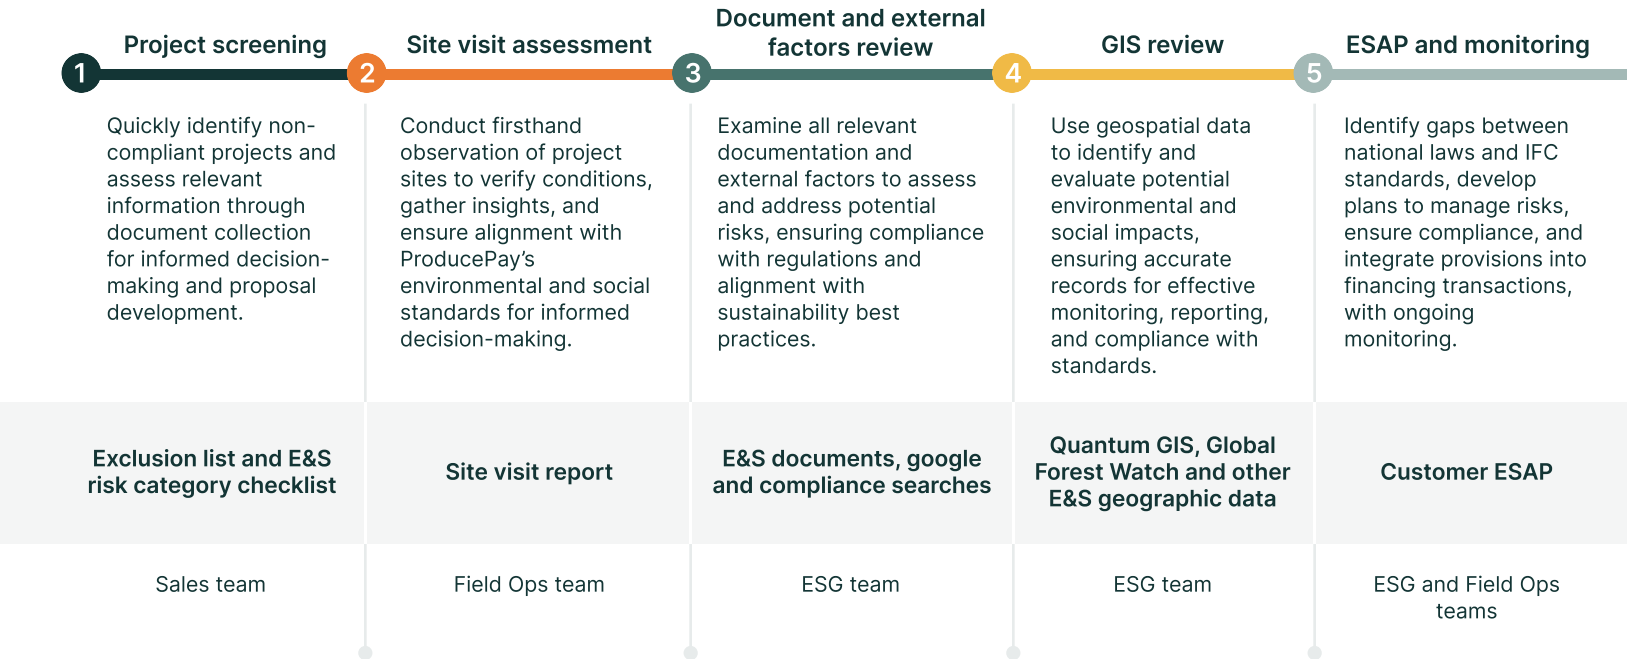 1
Project screening
Quickly identify non-
compliant projects and
assess relevant
information through
document collection
for informed decision-
making and proposal
development.
Exclusion list and E&S
risk category checklist
Sales team
2
Site visit assessment
Conduct firsthand
observation of project
sites to verify conditions,
gather insights, and
ensure alignment with
ProducePay’s
environmental and social
standards for informed
decision-making.
Site visit report
Field Ops team
3
Document and external
factors review
Examine all relevant
documentation and
external factors to assess
and address potential
risks, ensuring compliance
with regulations and
alignment with
sustainability best
practices.
E&S documents, google
and compliance searches
ESG team
4
GIS review
Use geospatial data
to identify and
evaluate potential
environmental and
social impacts,
ensuring accurate
records for effective
monitoring, reporting,
and compliance with
standards.
Quantum GIS, Global
Forest Watch and other
E&S geographic data
ESG team
5
ESAP and monitoring
Identify gaps between
national laws and IFC
standards, develop
plans to manage risks,
ensure compliance, and
integrate provisions into
financing transactions,
with ongoing
monitoring.
Customer ESAP
ESG and Field Ops
teams